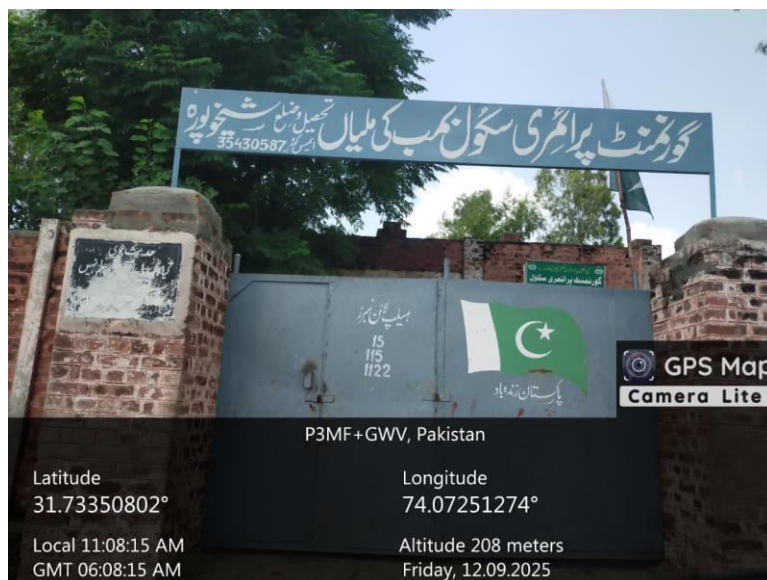 گورنمنٹ پرائمری سکول بمب کی ملیاں تحصیل و ضلع شیخوپورہ
35430587
گورنمنٹ پرائمری سکول
ہیلپ لائن نمبرز
15
115
1122
پاکستان زندہ باد
GPS Map
Camera Lite
P3MF+GWV, Pakistan
Latitude
31.73350802°
Longitude
74.07251274°
Local 11:08:15 AM
GMT 06:08:15 AM
Altitude 208 meters
Friday, 12.09.2025